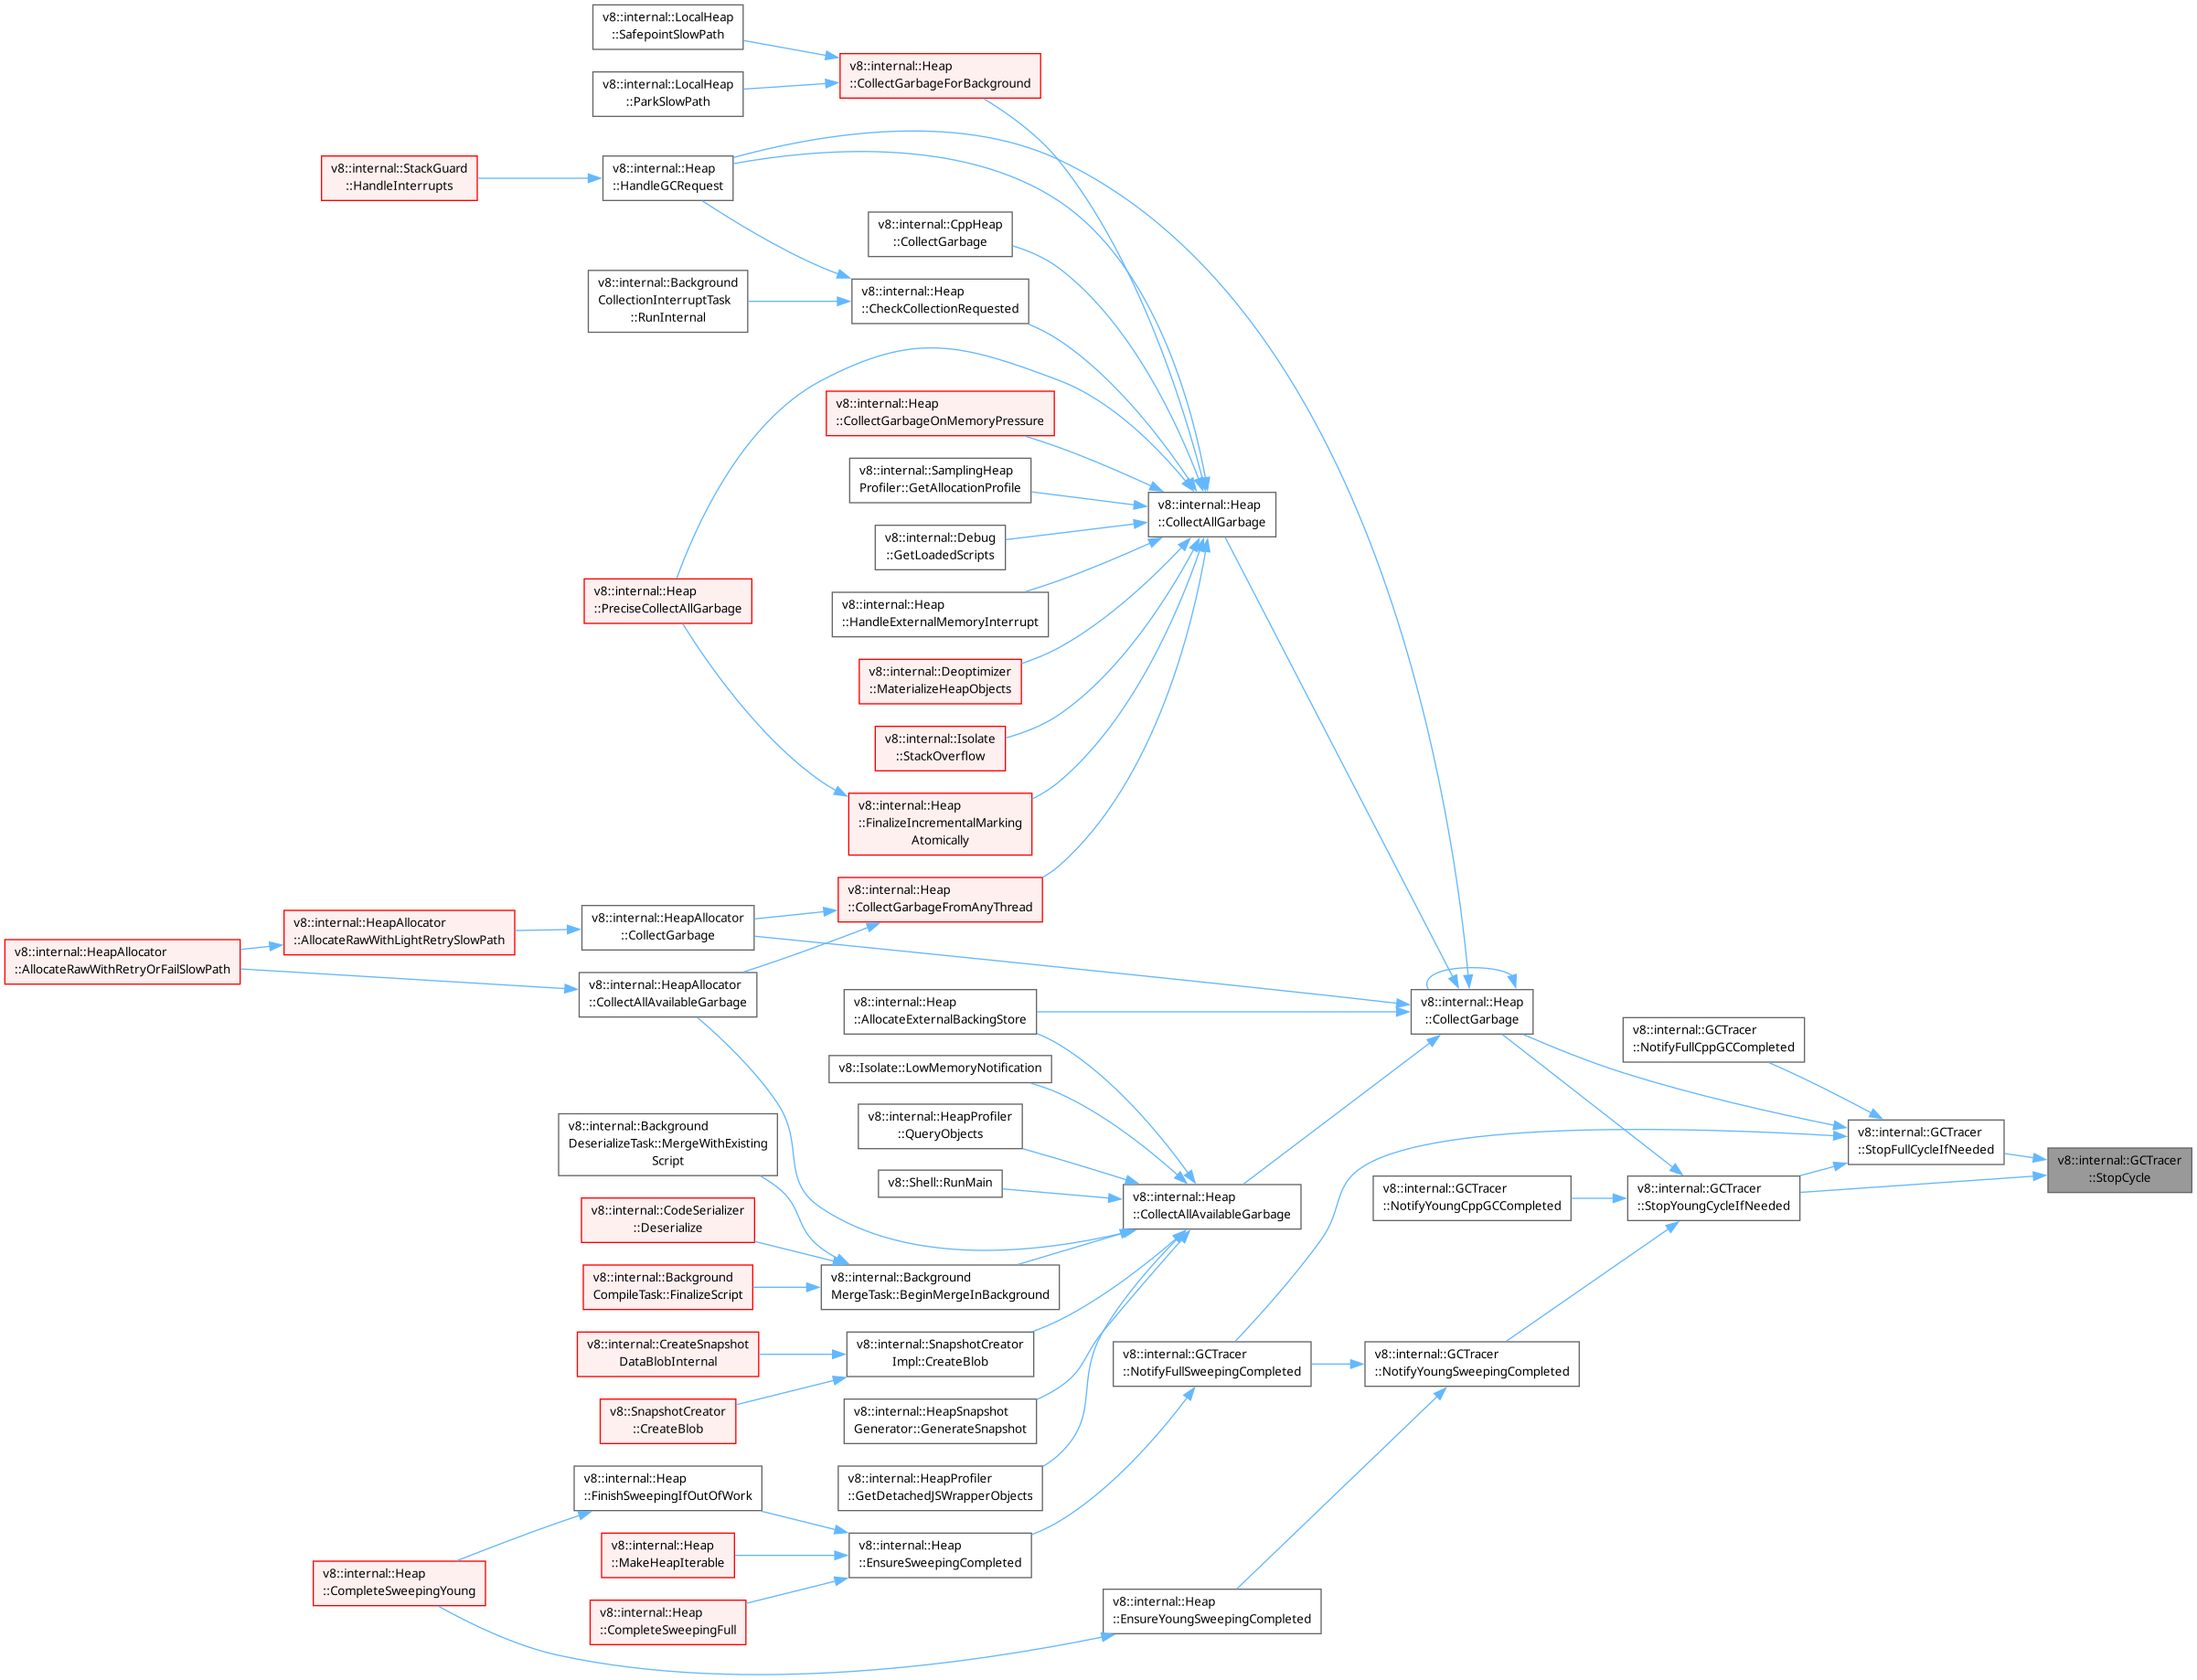 v8::internal::LocalHeap
::SafepointSlowPath
v8::internal::Heap
::CollectGarbageForBackground
v8::internal::LocalHeap
::ParkSlowPath
v8::internal::StackGuard
::HandleInterrupts
v8::internal::Heap
::HandleGCRequest
v8::internal::CppHeap
::CollectGarbage
v8::internal::Background
CollectionInterruptTask
::RunInternal
v8::internal::Heap
::CheckCollectionRequested
v8::internal::Heap
::CollectGarbageOnMemoryPressure
v8::internal::SamplingHeap
Profiler::GetAllocationProfile
v8::internal::Heap
::CollectAllGarbage
v8::internal::Debug
::GetLoadedScripts
v8::internal::Heap
::PreciseCollectAllGarbage
v8::internal::Heap
::HandleExternalMemoryInterrupt
v8::internal::Deoptimizer
::MaterializeHeapObjects
v8::internal::Isolate
::StackOverflow
v8::internal::Heap
::FinalizeIncrementalMarking
Atomically
v8::internal::Heap
::CollectGarbageFromAnyThread
v8::internal::HeapAllocator
::AllocateRawWithRetryOrFailSlowPath
v8::internal::HeapAllocator
::AllocateRawWithLightRetrySlowPath
v8::internal::HeapAllocator
::CollectGarbage
v8::internal::HeapAllocator
::CollectAllAvailableGarbage
v8::internal::Heap
::AllocateExternalBackingStore
v8::internal::Heap
::CollectGarbage
v8::internal::GCTracer
::NotifyFullCppGCCompleted
v8::Isolate::LowMemoryNotification
v8::internal::HeapProfiler
::QueryObjects
v8::internal::Background
DeserializeTask::MergeWithExisting
Script
v8::Shell::RunMain
v8::internal::GCTracer
::StopFullCycleIfNeeded
v8::internal::GCTracer
::StopCycle
v8::internal::Heap
::CollectAllAvailableGarbage
v8::internal::GCTracer
::NotifyYoungCppGCCompleted
v8::internal::GCTracer
::StopYoungCycleIfNeeded
v8::internal::CodeSerializer
::Deserialize
v8::internal::Background
CompileTask::FinalizeScript
v8::internal::Background
MergeTask::BeginMergeInBackground
v8::internal::CreateSnapshot
DataBlobInternal
v8::internal::SnapshotCreator
Impl::CreateBlob
v8::internal::GCTracer
::NotifyFullSweepingCompleted
v8::internal::GCTracer
::NotifyYoungSweepingCompleted
v8::SnapshotCreator
::CreateBlob
v8::internal::HeapSnapshot
Generator::GenerateSnapshot
v8::internal::Heap
::FinishSweepingIfOutOfWork
v8::internal::HeapProfiler
::GetDetachedJSWrapperObjects
v8::internal::Heap
::MakeHeapIterable
v8::internal::Heap
::EnsureSweepingCompleted
v8::internal::Heap
::CompleteSweepingYoung
v8::internal::Heap
::CompleteSweepingFull
v8::internal::Heap
::EnsureYoungSweepingCompleted